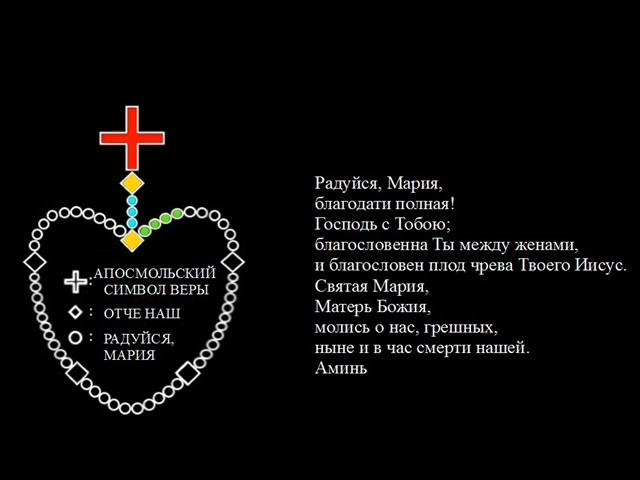 :АПОСМОЛЬСКИЙ
СИМВОЛ ВЕРЫ
: ОТЧЕ НАШ
: РАДУЙСЯ,
МАРИЯ
Радуйся, Мария,
благодати полная!
Господь с Тобою;
благословенна Ты между женами,
и благословен плод чрева Твоего Иисус.
Святая Мария,
Матерь Божия,
молись о нас, грешных,
ныне и в час смерти нашей.
Аминь